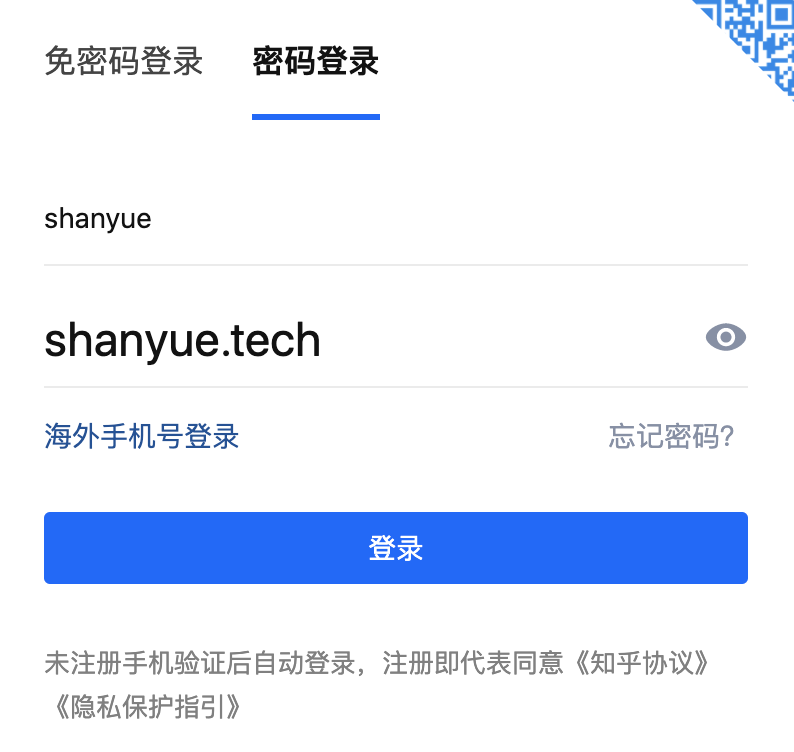 免密码登录 密码登录
shanyue
shanyue.tech
海外手机号登录 忘记密码?
登录
未注册手机验证后自动登录，注册即代表同意《知乎协议》
《隐私保护指引》